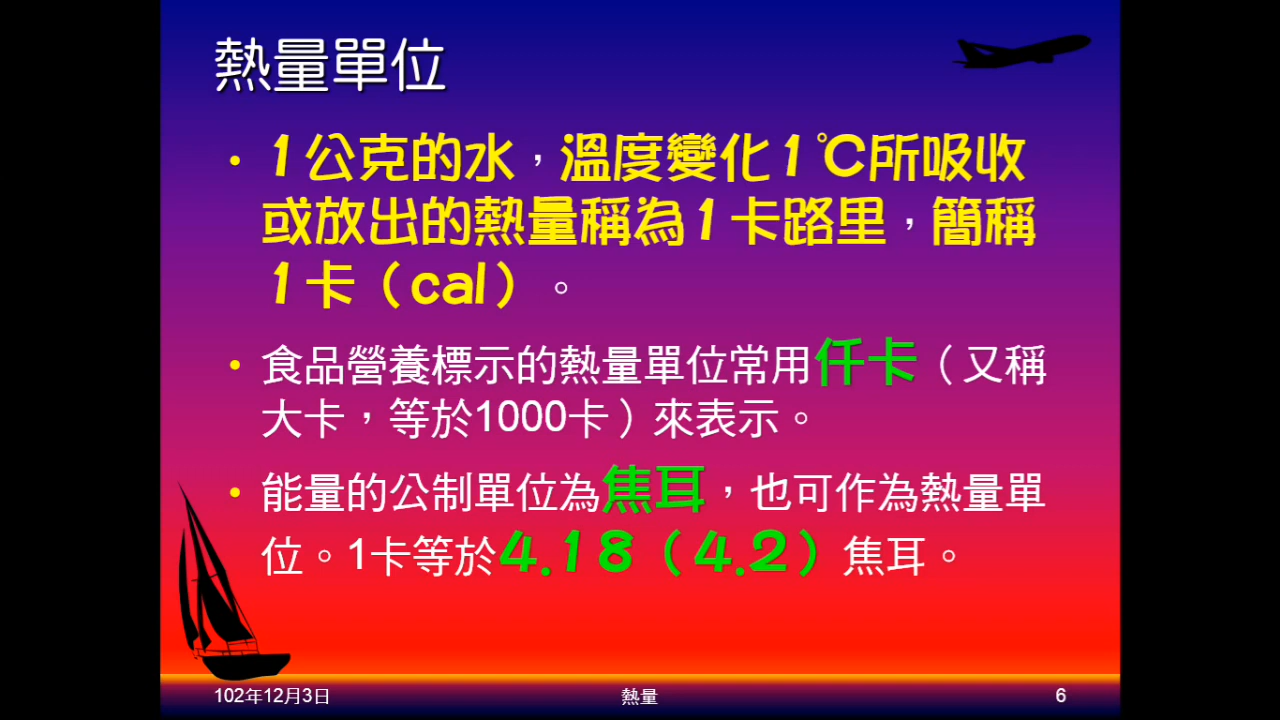 熱量單位
• 1公克的水，溫度變化1℃所吸收
或放出的熱量稱為1卡路里，簡稱
1卡（cal）。
• 食品營養標示的熱量單位常用仟卡（又稱
大卡，等於1000卡）來表示。
• 能量的公制單位為焦耳，也可作為熱量單
位。1卡等於4.18（4.2）焦耳。
102年12月3日
熱量
6